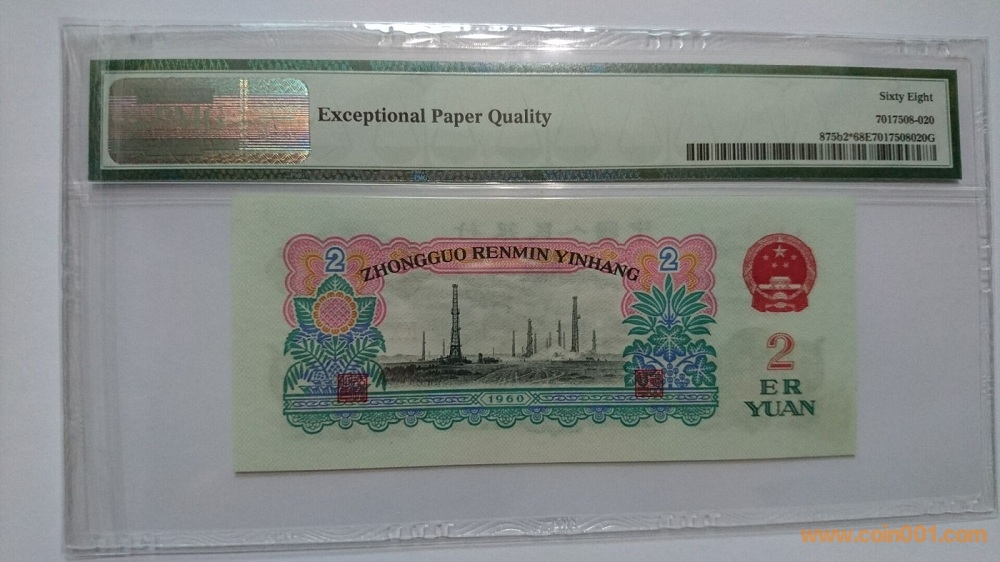 Exceptional Paper Quality
Sixty Eight
7017508-020
875b2*68E7017508020G
2
ZHONGGUO RENMIN YINHANG
2
2
ER
YUAN
1960
www.coin001.com